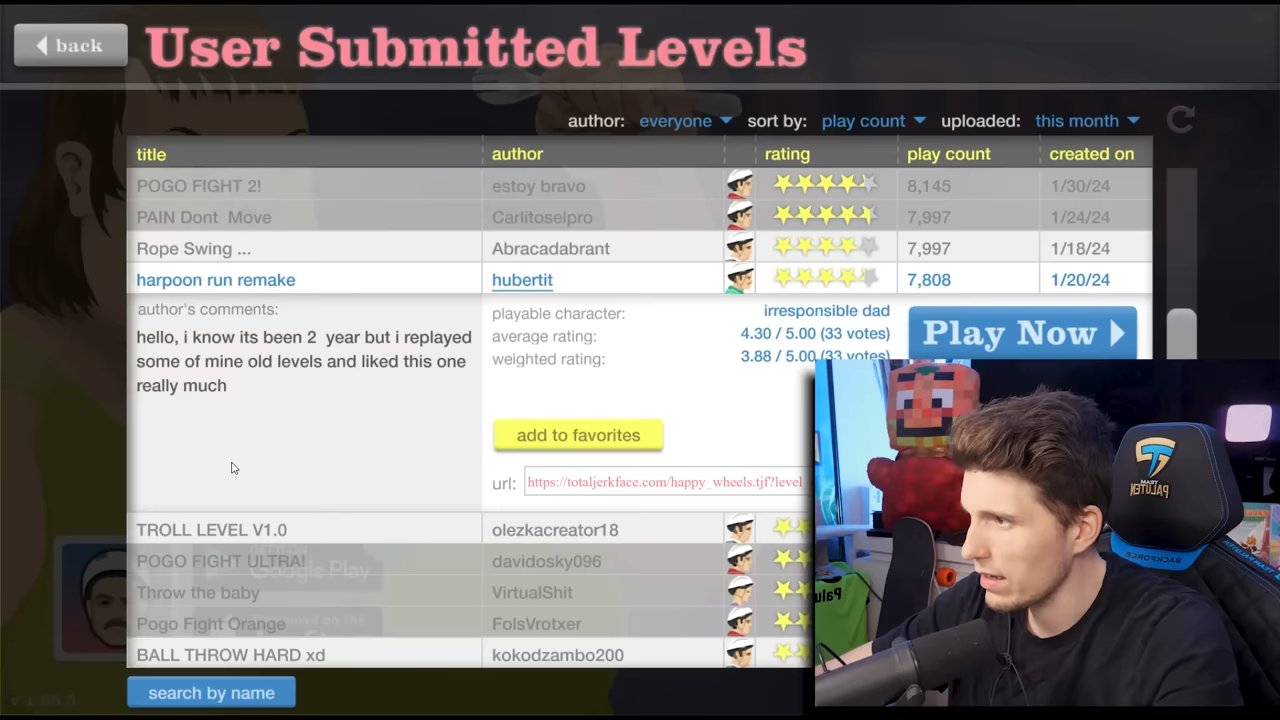 back
User Submitted Levels
author: everyone sort by: play count uploaded: this month
title author rating play count created on
POGO FIGHT 2! estoy bravo 8,145 1/30/24
PAIN Dont Move Carlitoselpro 7,997 1/24/24
Rope Swing ... Abracadabrant 7,997 1/18/24
harpoon run remake hubertit 7,808 1/20/24
author's comments:
hello, i know its been 2 year but i replayed
some of mine old levels and liked this one
really much
playable character: irresponsible dad
average rating: 4.30 / 5.00 (33 votes)
weighted rating: 3.88 / 5.00 (33 votes)
Play Now
add to favorites
url: https://totaljerkface.com/happy_wheels.tjf?level
TROLL LEVEL V1.0 olezkacreator18
POGO FIGHT ULTRA! davidosky096
Google Play
Throw the baby VirtualShit
Pogo Fight Orange FolsVrotxer
BALL THROW HARD xd kokodzambo200
search by name
TEAM
PALUTEN
BACKFORCE
Palu